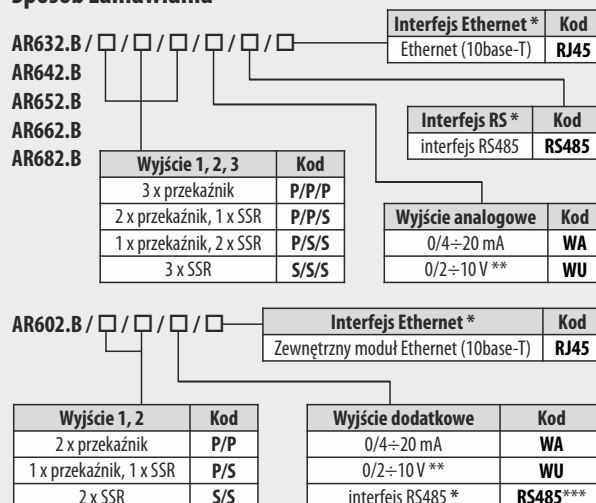 Sposób zamawiania
AR632.B / □ / □ / □ / □ / □ / □
AR642.B
AR652.B
AR662.B
AR682.B
Interfejs Ethernet * Kod
Ethernet (10base-T) RJ45
Interfejs RS * Kod
interfejs RS485 RS485
Wyjście 1, 2, 3 Kod
3 x przekaźnik P/P/P
2 x przekaźnik, 1 x SSR P/P/S
1 x przekaźnik, 2 x SSR P/S/S
3 x SSR S/S/S
Wyjście analogowe Kod
0/4÷20 mA WA
0/2÷10 V ** WU
AR602.B / □ / □ / □ / □
Interfejs Ethernet * Kod
Zewnętrzny moduł Ethernet (10base-T) RJ45
Wyjście 1, 2 Kod
2 x przekaźnik P/P
1 x przekaźnik, 1 x SSR P/S
2 x SSR S/S
Wyjście dodatkowe Kod
0/4÷20 mA WA
0/2÷10 V ** WU
interfejs RS485 * RS485***